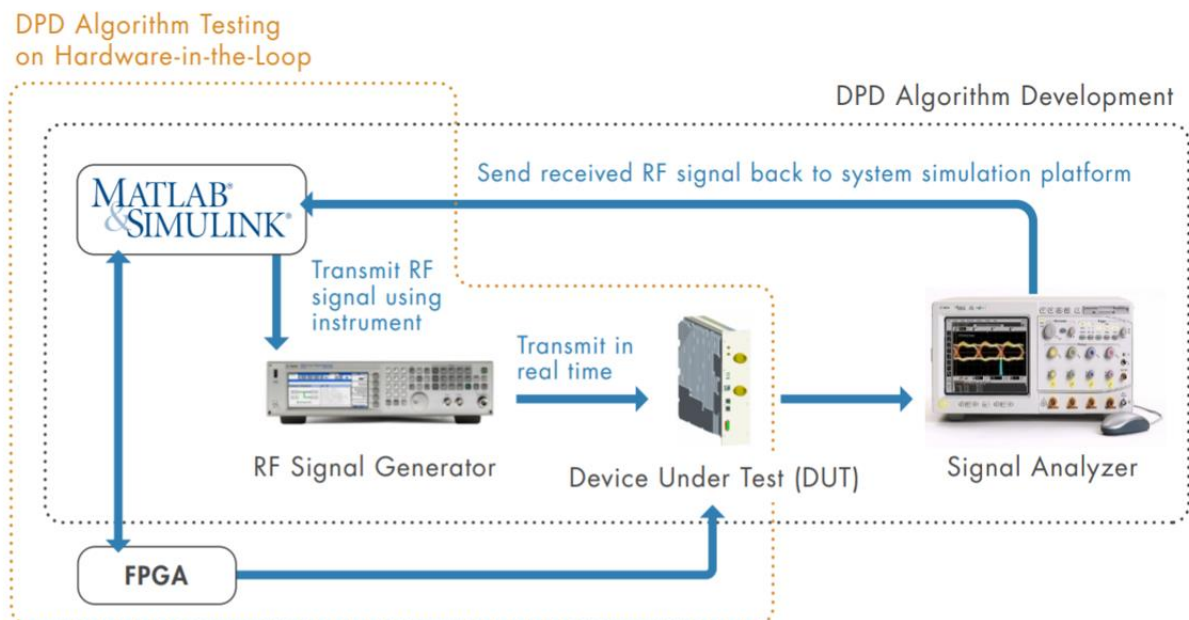 DPD Algorithm Testing
on Hardware-in-the-Loop
DPD Algorithm Development
MATLAB®
&SIMULINK®
Send received RF signal back to system simulation platform
Transmit RF
signal using
instrument
Transmit in
real time
RF Signal Generator
Device Under Test (DUT)
Signal Analyzer
FPGA